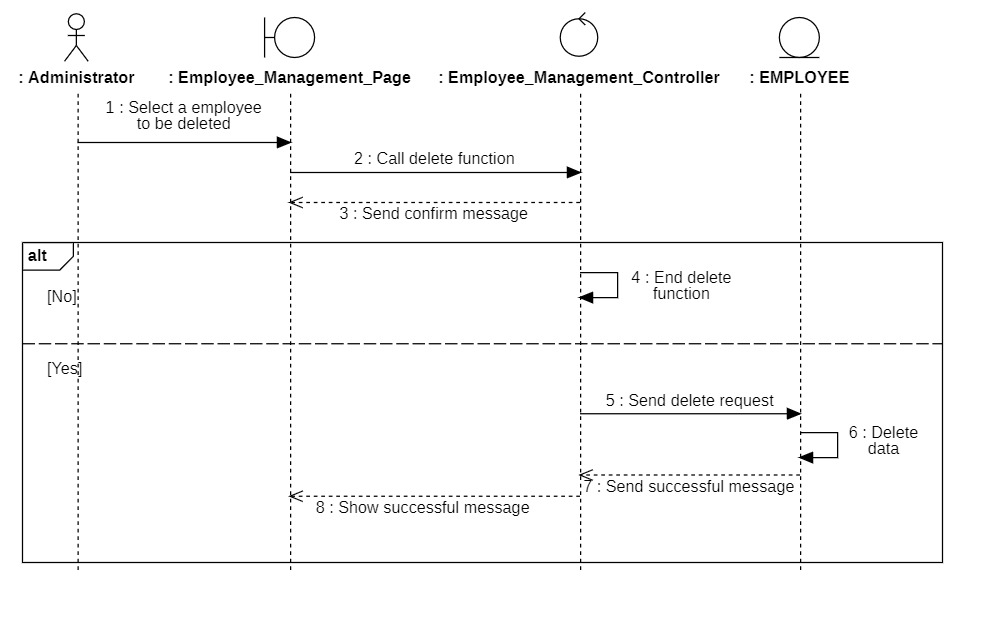 : Administrator
: Employee_Management_Page
: Employee_Management_Controller
: EMPLOYEE
1 : Select a employee
to be deleted
2 : Call delete function
3 : Send confirm message
alt
[No]
4 : End delete
function
[Yes]
5 : Send delete request
6 : Delete
data
7 : Send successful message
8 : Show successful message